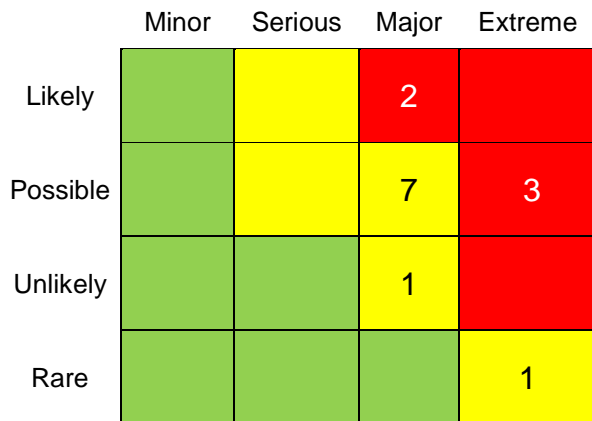 Minor Serious Major Extreme
Likely 2
Possible 7 3
Unlikely 1
Rare 1